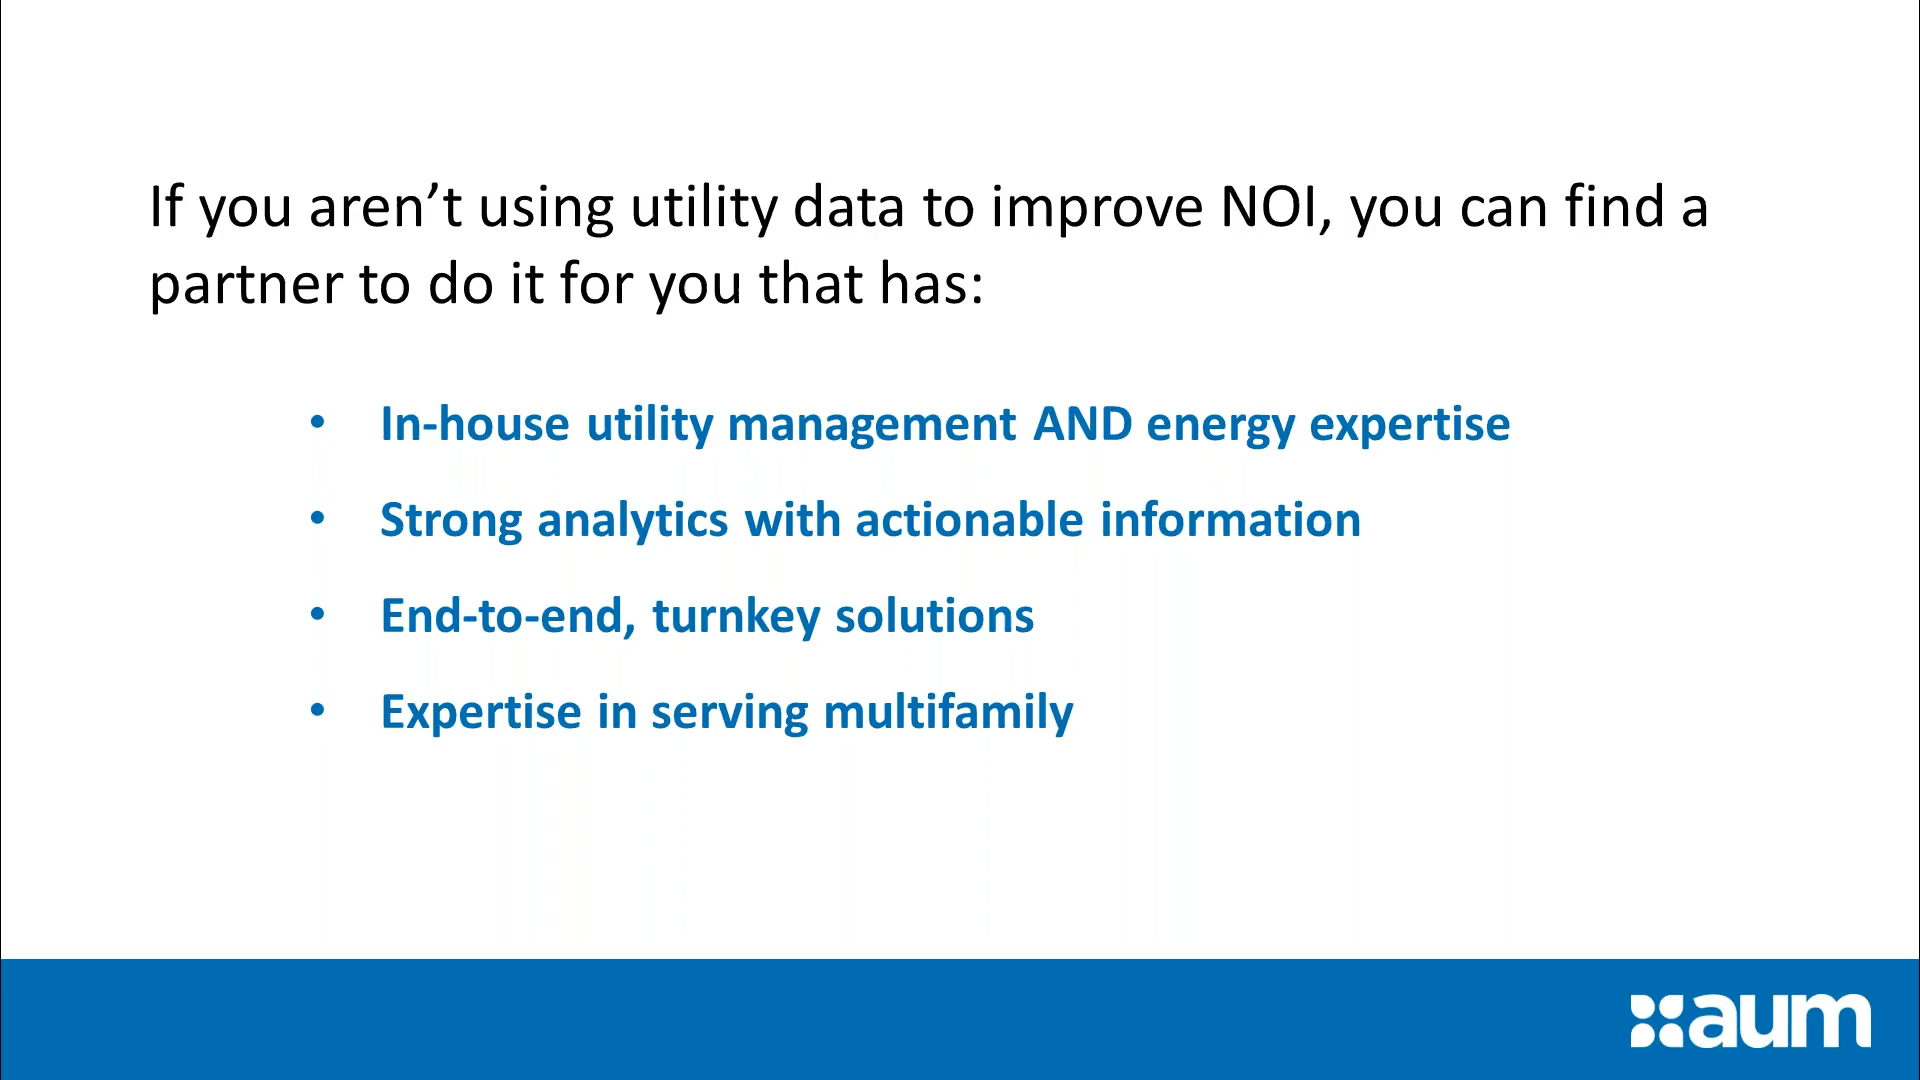 If you aren’t using utility data to improve NOI, you can find a
partner to do it for you that has:
• In-house utility management AND energy expertise
• Strong analytics with actionable information
• End-to-end, turnkey solutions
• Expertise in serving multifamily
aum